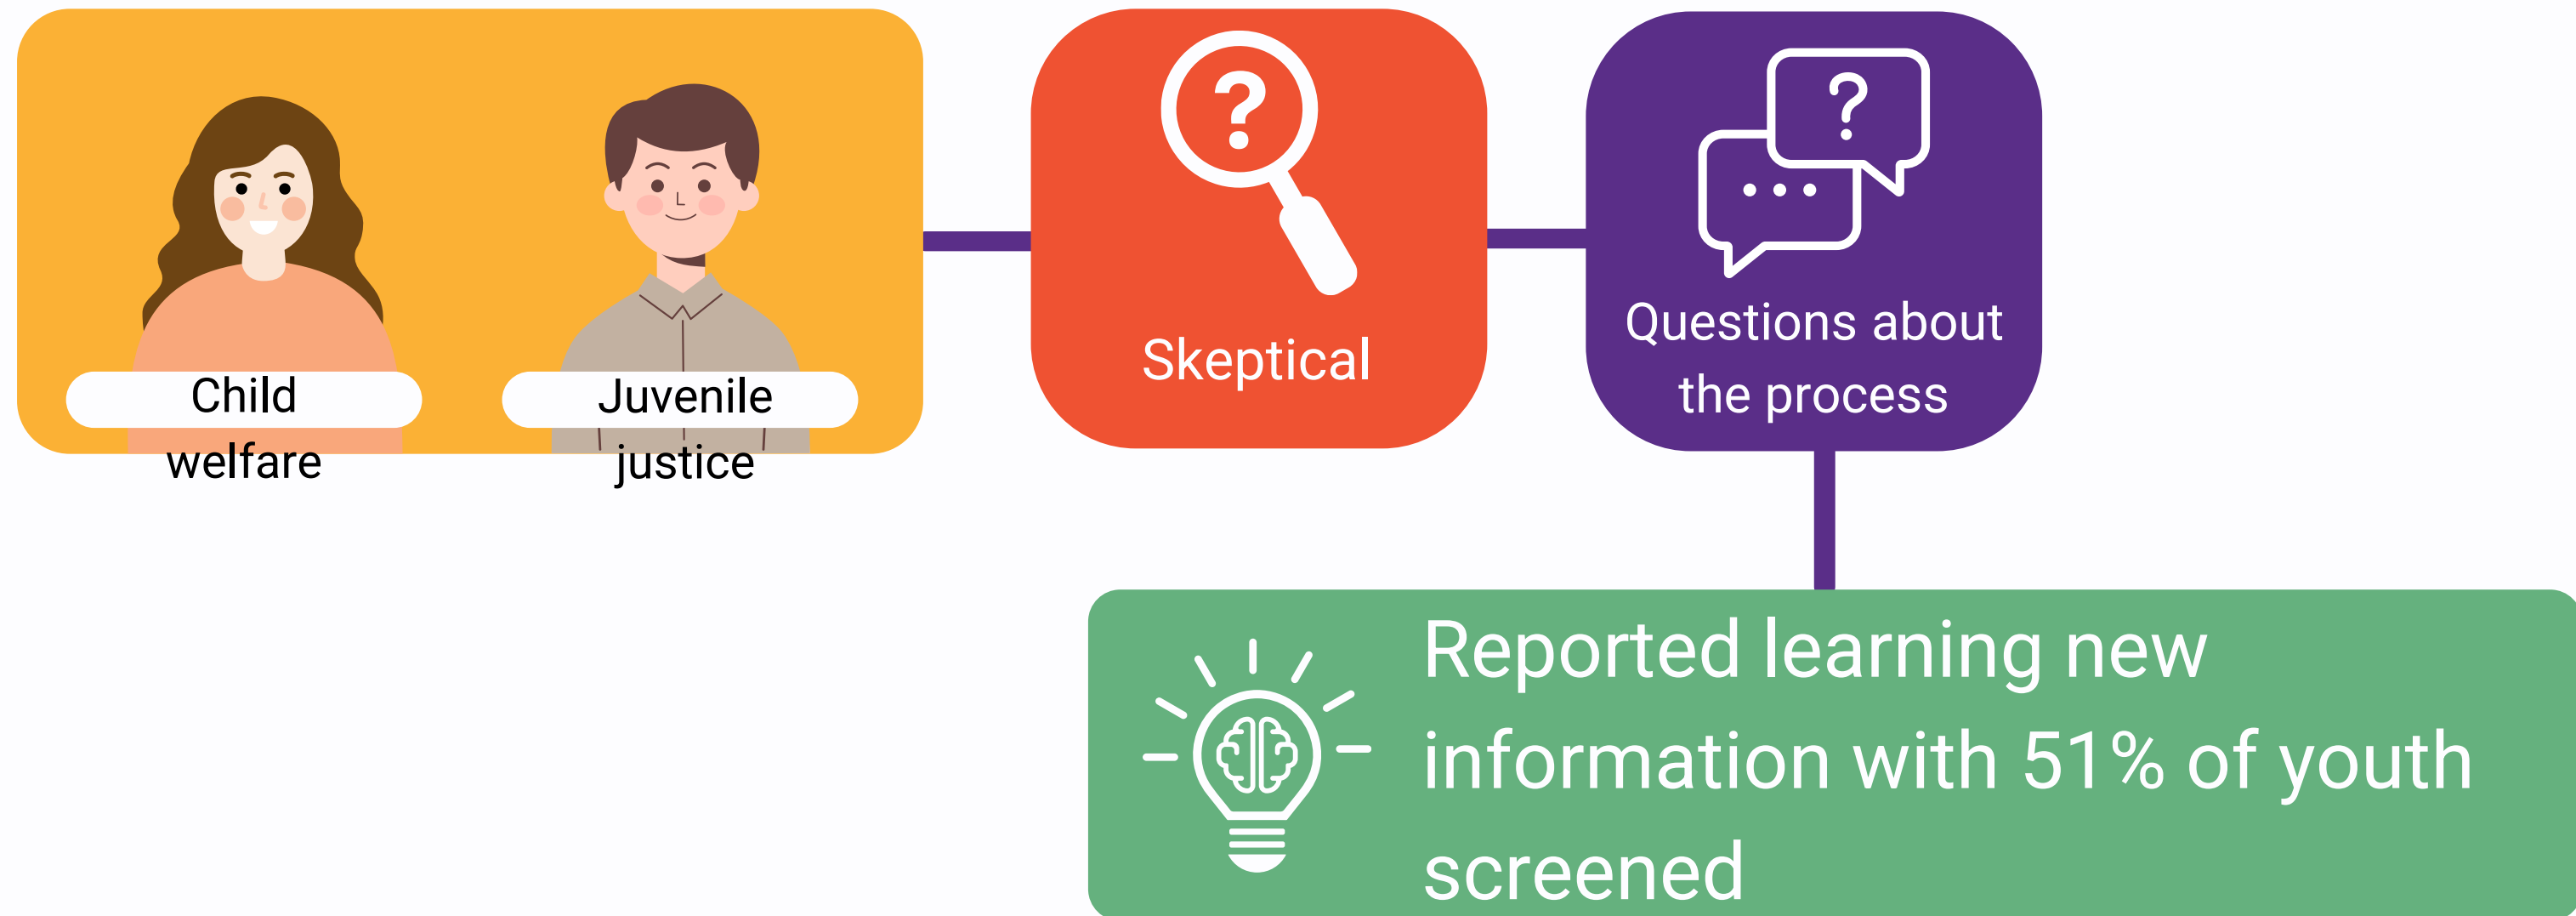 Child
welfare
Juvenile
justice
?
Skeptical
?
Questions about
the process
Reported learning new
information with 51% of youth
screened